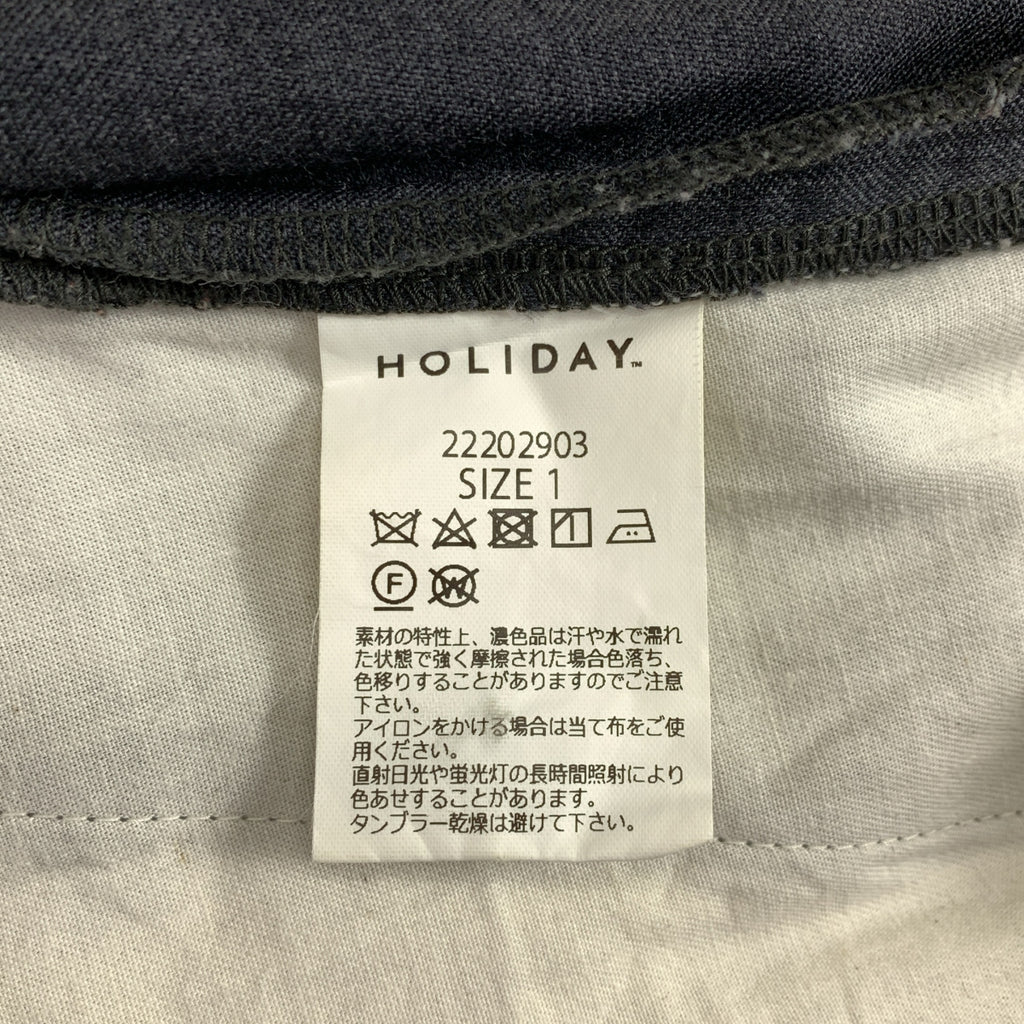 HOLIDAY™
22202903
SIZE 1
F W
素材の特性上、濃色品は汗や水で濡れ
た状態で強く摩擦された場合色落ち、
色移りすることがありますのでご注意
下さい。
アイロンをかける場合は当て布をご使
用ください。
直射日光や蛍光灯の長時間照射により
色あせすることがあります。
タンブラー乾燥は避けて下さい。